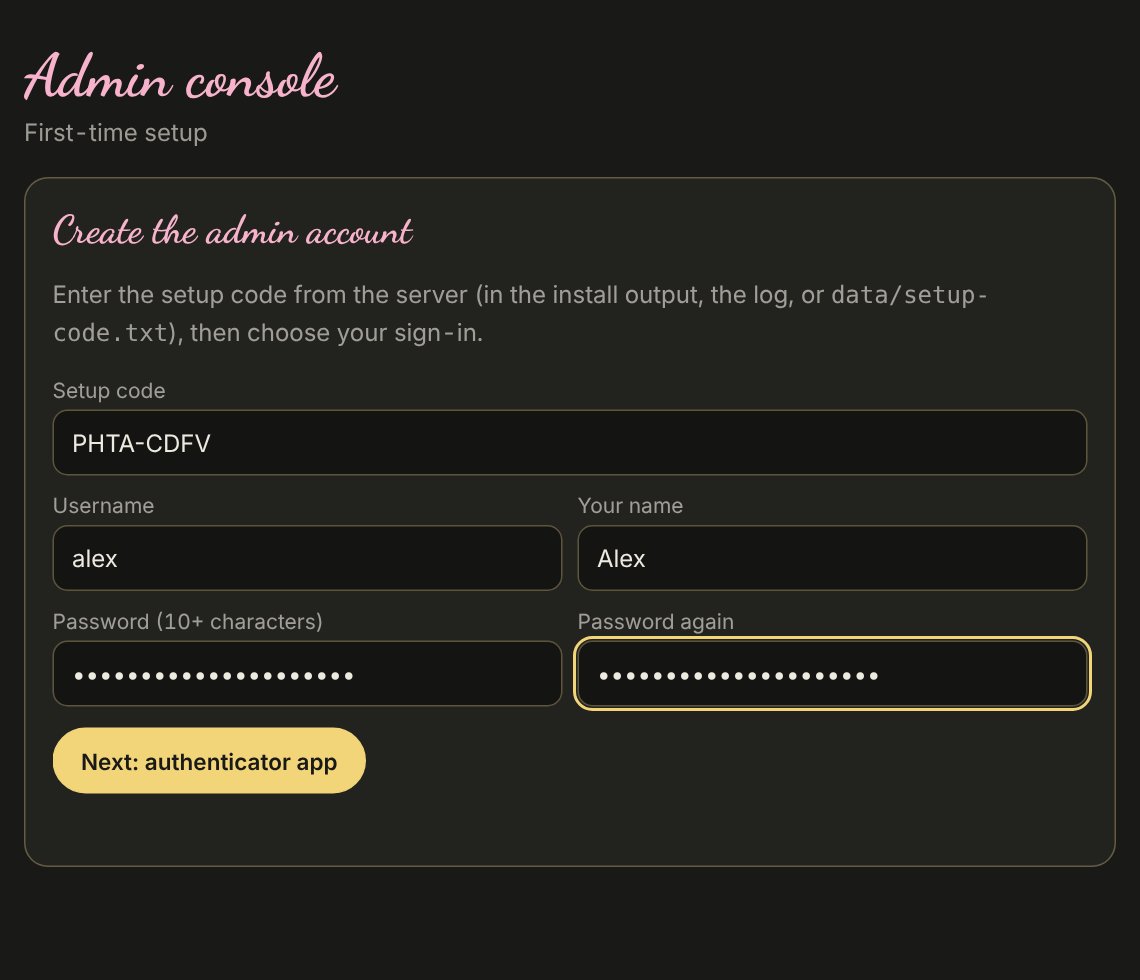 Admin console
First-time setup
Create the admin account
Enter the setup code from the server (in the install output, the log, or data/setup-
code.txt), then choose your sign-in.
Setup code
PHTA-CDFV
Username
Your name
alex
Alex
Password (10+ characters)
Password again
•••••••••••••••••••••
•••••••••••••••••••••
Next: authenticator app